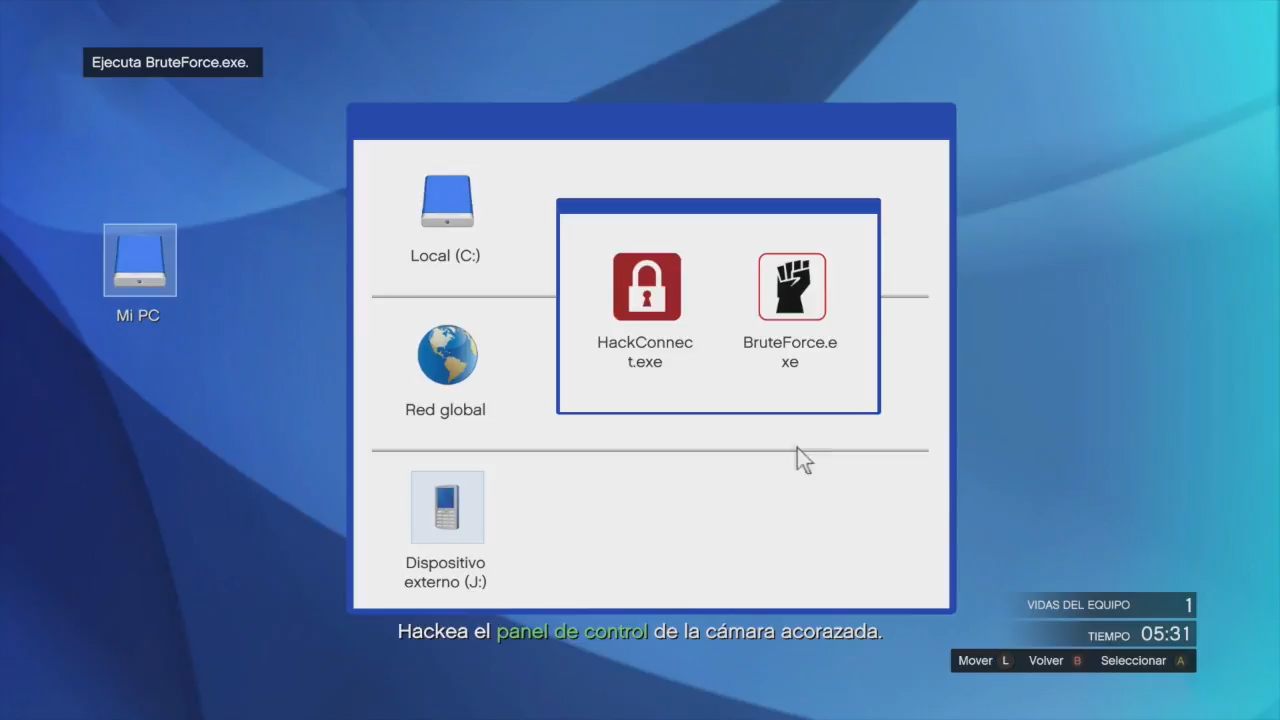 Ejecuta BruteForce.exe.
Local (C:)
HackConnec
t.exe
BruteForce.e
xe
Mi PC
Red global
Dispositivo
externo (J:)
VIDAS DEL EQUIPO 1
Hackea el panel de control de la cámara acorazada.
TIEMPO 05:31
Mover L Volver B Seleccionar A